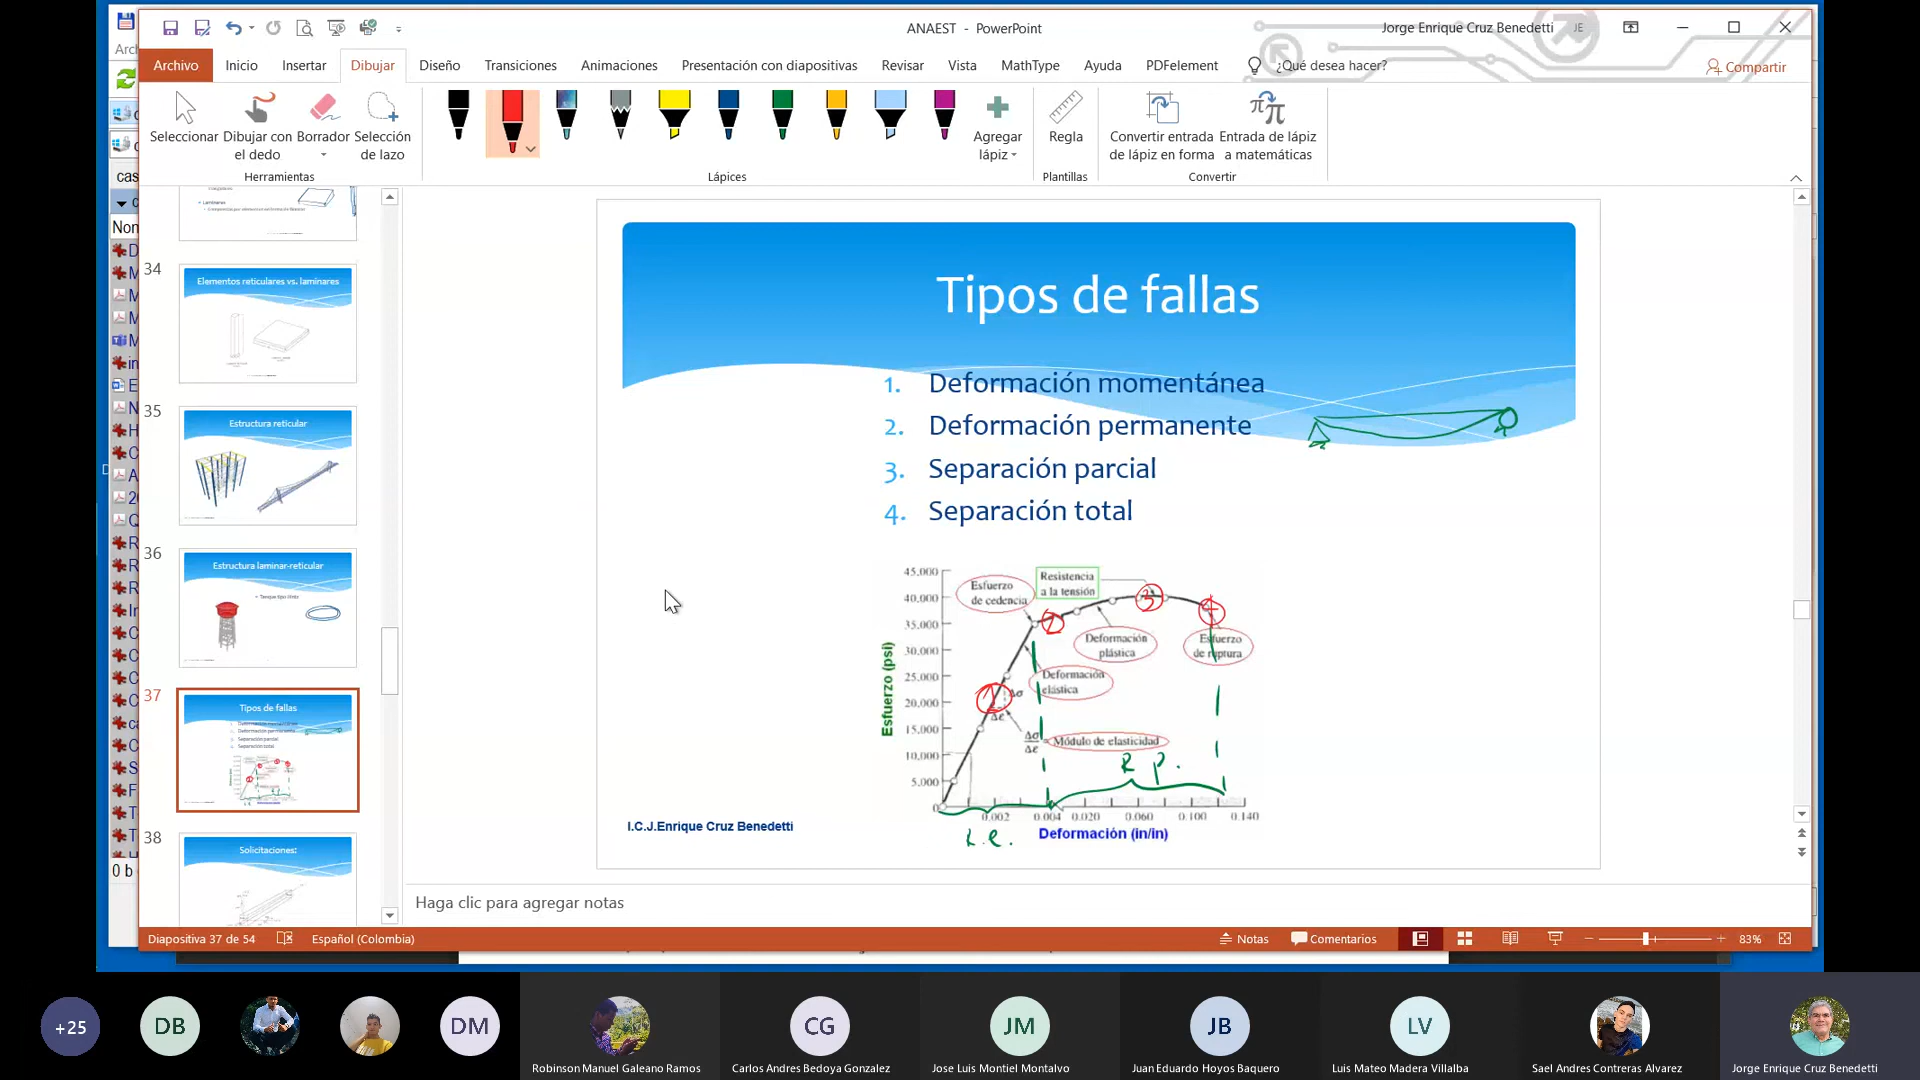 ANAEST - PowerPoint
Jorge Enrique Cruz Benedetti
JE
Archivo
Inicio
Insertar
Dibujar
Diseño
Transiciones
Animaciones
Presentación con diapositivas
Revisar
Vista
MathType
Ayuda
PDFelement
¿Qué desea hacer?
Compartir
Seleccionar
Dibujar con
el dedo
Borrador
Selección
de lazo
Agregar
lápiz
Regla
Convertir entrada
de lápiz en forma
Entrada de lápiz
a matemáticas
Herramientas
Lápices
Plantillas
Convertir
34
Elementos reticulares vs. laminares
35
Estructura reticular
36
Estructura laminar-reticular
37
Tipos de fallas
38
Solicitaciones:
Tipos de fallas
1. Deformación momentánea
2. Deformación permanente
3. Separación parcial
4. Separación total
45,000
40,000
35,000
30,000
25,000
20,000
15,000
10,000
5,000
0
Esfuerzo (psi)
Esfuerzo
de cedencia
Resistencia
a la tensión
Deformación
plástica
Esfuerzo
de ruptura
Deformación
elástica
Δσ
Δε
Δσ
Δε
Módulo de elasticidad
1
2
3
4
R P.
0.002
0.004
0.020
0.060
0.100
0.140
Deformación (in/in)
I.C.J.Enrique Cruz Benedetti
Haga clic para agregar notas
Diapositiva 37 de 54
Español (Colombia)
Notas
Comentarios
83%
+25
DB
DM
CG
JM
JB
LV
Robinson Manuel Galeano Ramos
Carlos Andres Bedoya Gonzalez
Jose Luis Montiel Montalvo
Juan Eduardo Hoyos Baquero
Luis Mateo Madera Villalba
Sael Andres Contreras Alvarez
Jorge Enrique Cruz Benedetti